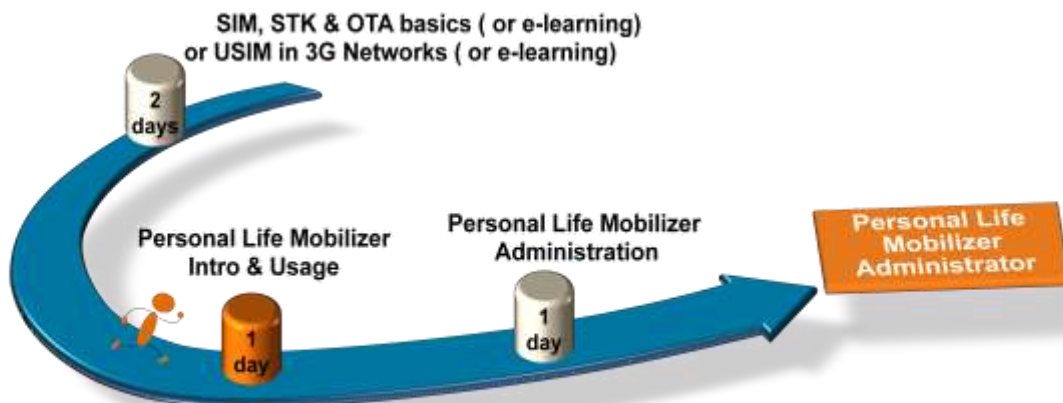 SIM, STK & OTA basics ( or e-learning)
or USIM in 3G Networks ( or e-learning)
2
days
Personal Life Mobilizer
Intro & Usage
1
day
Personal Life Mobilizer
Administration
1
day
Personal Life
Mobilizer
Administrator